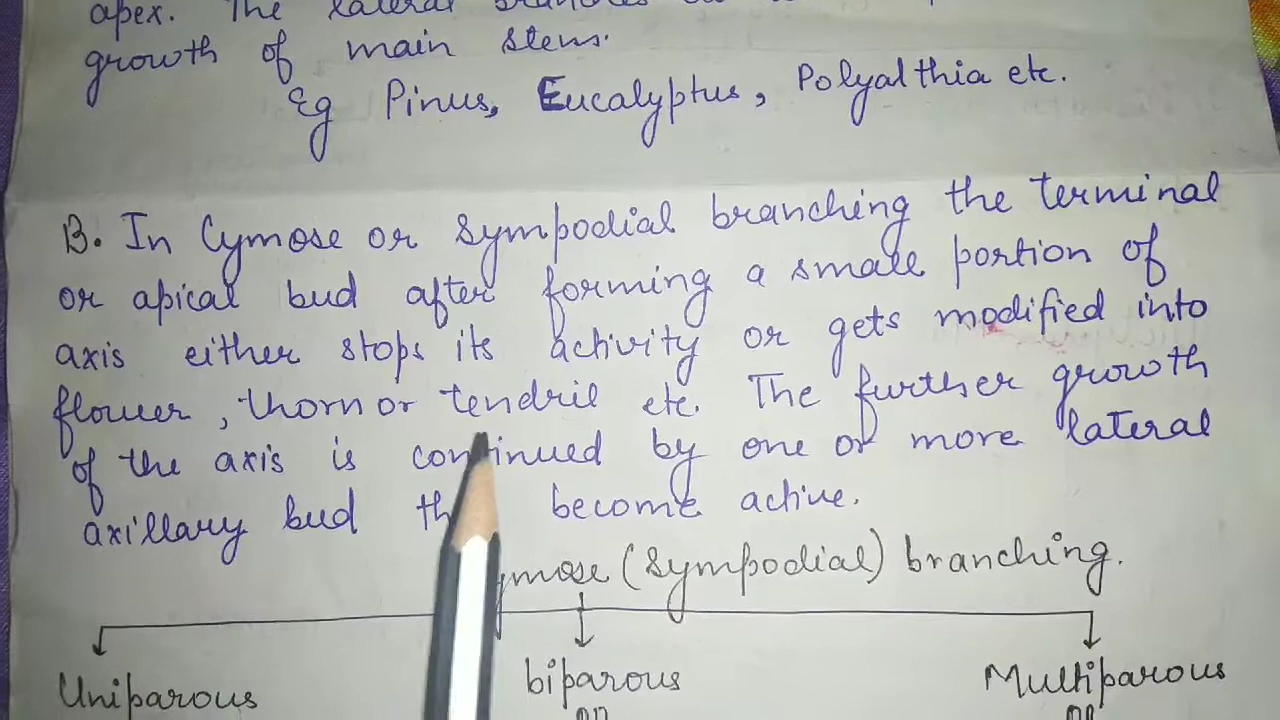 apex. The lateral
growth of main stem.
Eg Pinus, Eucalyptus, Polyalthia etc.
B. In Cymose or sympodial branching the terminal
or apical bud after forming a small portion of
axis either stops its activity or gets modified into
flower, thorn or tendril etc. The further growth
of the axis is continued by one or more lateral
axillary bud become active.
(Sympodial) branching.
Uniparous biparous Multiparous
or or